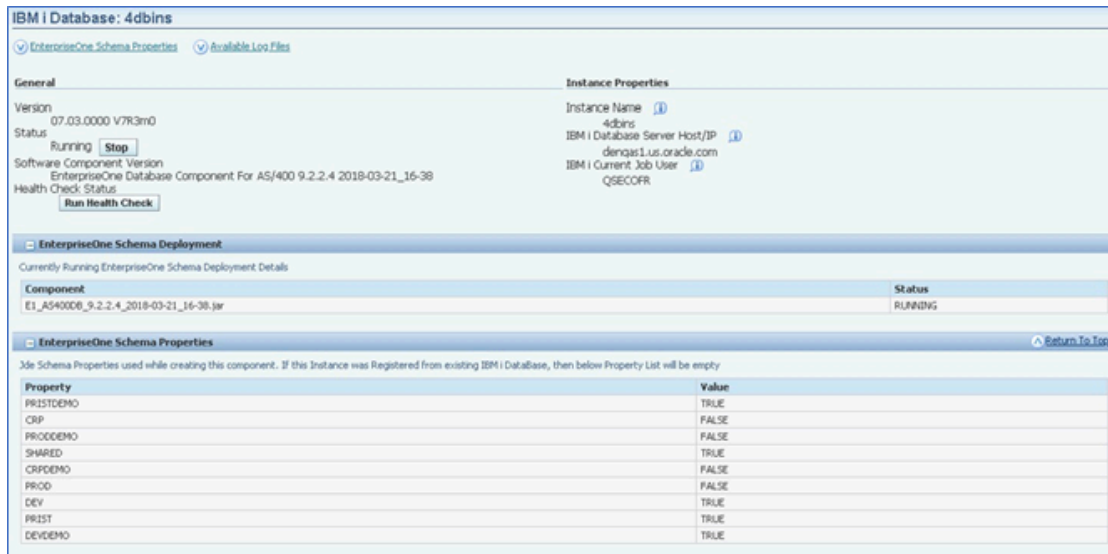 IBM i Database: 4dbins
EnterpriseOne Schema Properties Available Log Files
General
Version
07.03.0000 V7R3m0
Status
Running Stop
Software Component Version
EnterpriseOne Database Component For AS/400 9.2.2.4 2018-03-21_16-38
Health Check Status
Run Health Check
Instance Properties
Instance Name
4dbins
IBM i Database Server Host/IP
denqas1.us.oracle.com
IBM i Current Job User
QSECOFR
EnterpriseOne Schema Deployment
Currently Running EnterpriseOne Schema Deployment Details
Component Status
E1_AS400DB_9.2.2.4_2018-03-21_16-38.jar RUNNING
EnterpriseOne Schema Properties Return To Top
Jde Schema Properties used while creating this component. If this Instance was Registered from existing IBM i DataBase, then below Property List will be empty
Property Value
PRISTDEMO TRUE
CRP FALSE
PRODDEMO FALSE
SHARED TRUE
CRPDEMO FALSE
PROD FALSE
DEV TRUE
PRIST TRUE
DEVDEMO TRUE